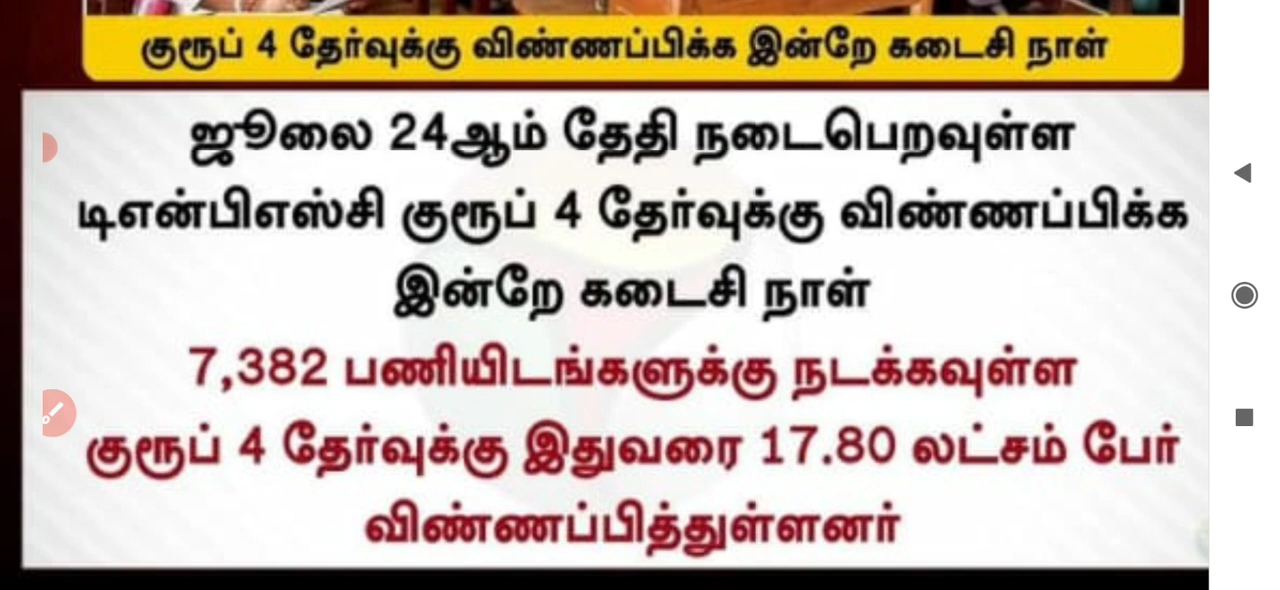 குரூப் 4 தேர்வுக்கு விண்ணப்பிக்க இன்றே கடைசி நாள்
ஜூலை 24ஆம் தேதி நடைபெறவுள்ள
டிஎன்பிஎஸ்சி குரூப் 4 தேர்வுக்கு விண்ணப்பிக்க
இன்றே கடைசி நாள்
7,382 பணியிடங்களுக்கு நடக்கவுள்ள
குரூப் 4 தேர்வுக்கு இதுவரை 17.80 லட்சம் பேர்
விண்ணப்பித்துள்ளனர்